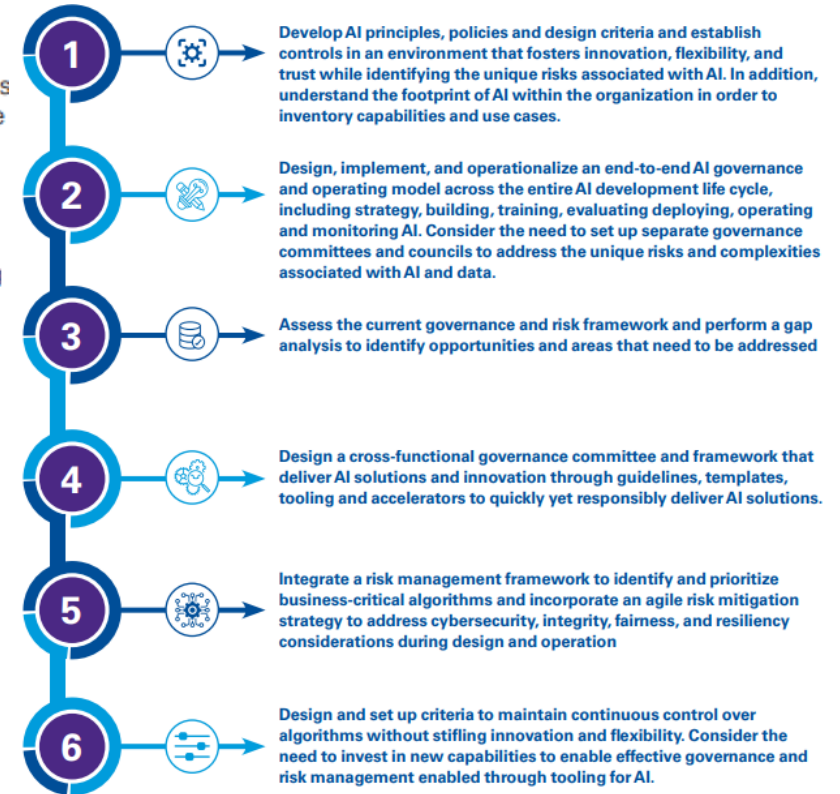 s
e
1
Develop AI principles, policies and design criteria and establish
controls in an environment that fosters innovation, flexibility, and
trust while identifying the unique risks associated with AI. In addition,
understand the footprint of AI within the organization in order to
inventory capabilities and use cases.
2
Design, implement, and operationalize an end-to-end AI governance
and operating model across the entire AI development life cycle,
including strategy, building, training, evaluating deploying, operating
and monitoring AI. Consider the need to set up separate governance
committees and councils to address the unique risks and complexities
associated with AI and data.
3
Assess the current governance and risk framework and perform a gap
analysis to identify opportunities and areas that need to be addressed
4
Design a cross-functional governance committee and framework that
deliver AI solutions and innovation through guidelines, templates,
tooling and accelerators to quickly yet responsibly deliver AI solutions.
5
Integrate a risk management framework to identify and prioritize
business-critical algorithms and incorporate an agile risk mitigation
strategy to address cybersecurity, integrity, fairness, and resiliency
considerations during design and operation
6
Design and set up criteria to maintain continuous control over
algorithms without stifling innovation and flexibility. Consider the
need to invest in new capabilities to enable effective governance and
risk management enabled through tooling for AI.